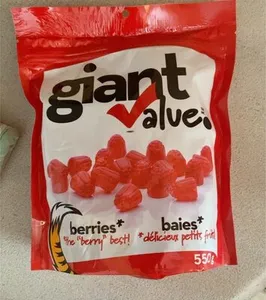 giant
value!
berries* baies*
the "berry" best! *délicieux petits fruits!
550g